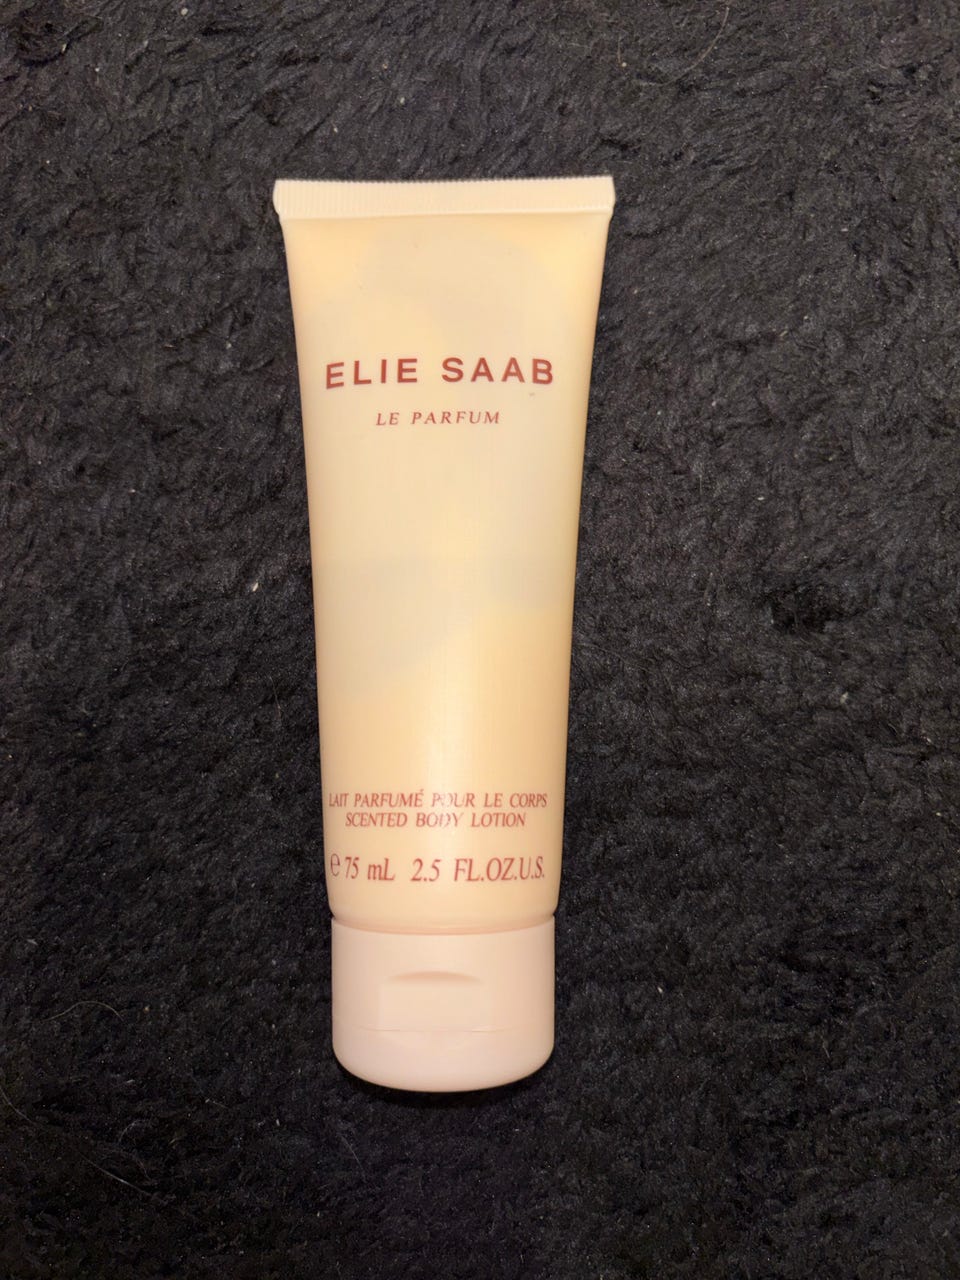 ELIE SAAB
LE PARFUM
LAIT PARFUMÉ POUR LE CORPS
SCENTED BODY LOTION
℮ 75 mL 2.5 FL.OZ.U.S.